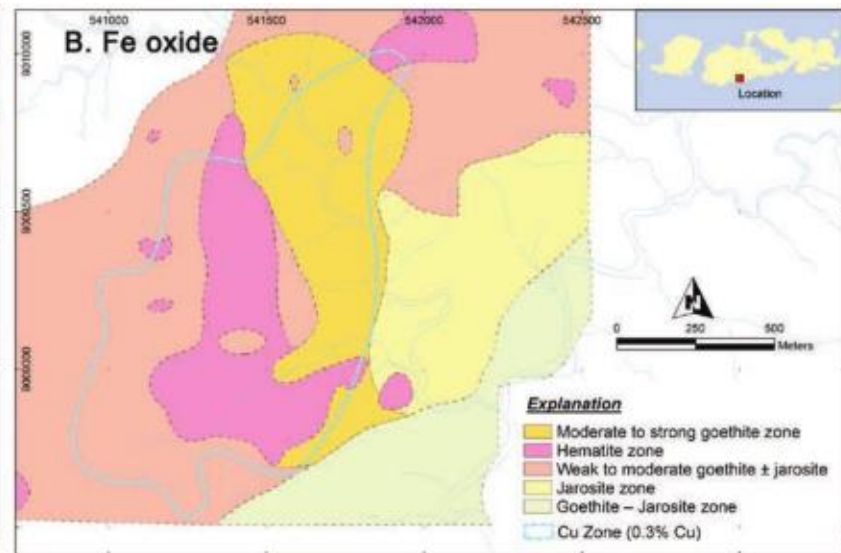 541000
541500
542000
542500
B. Fe oxide
Location
9010000
9009500
9009000
N
0
250
500
Meters
Explanation
Moderate to strong goethite zone
Hematite zone
Weak to moderate goethite ± jarosite
Jarosite zone
Goethite – Jarosite zone
Cu Zone (0.3% Cu)